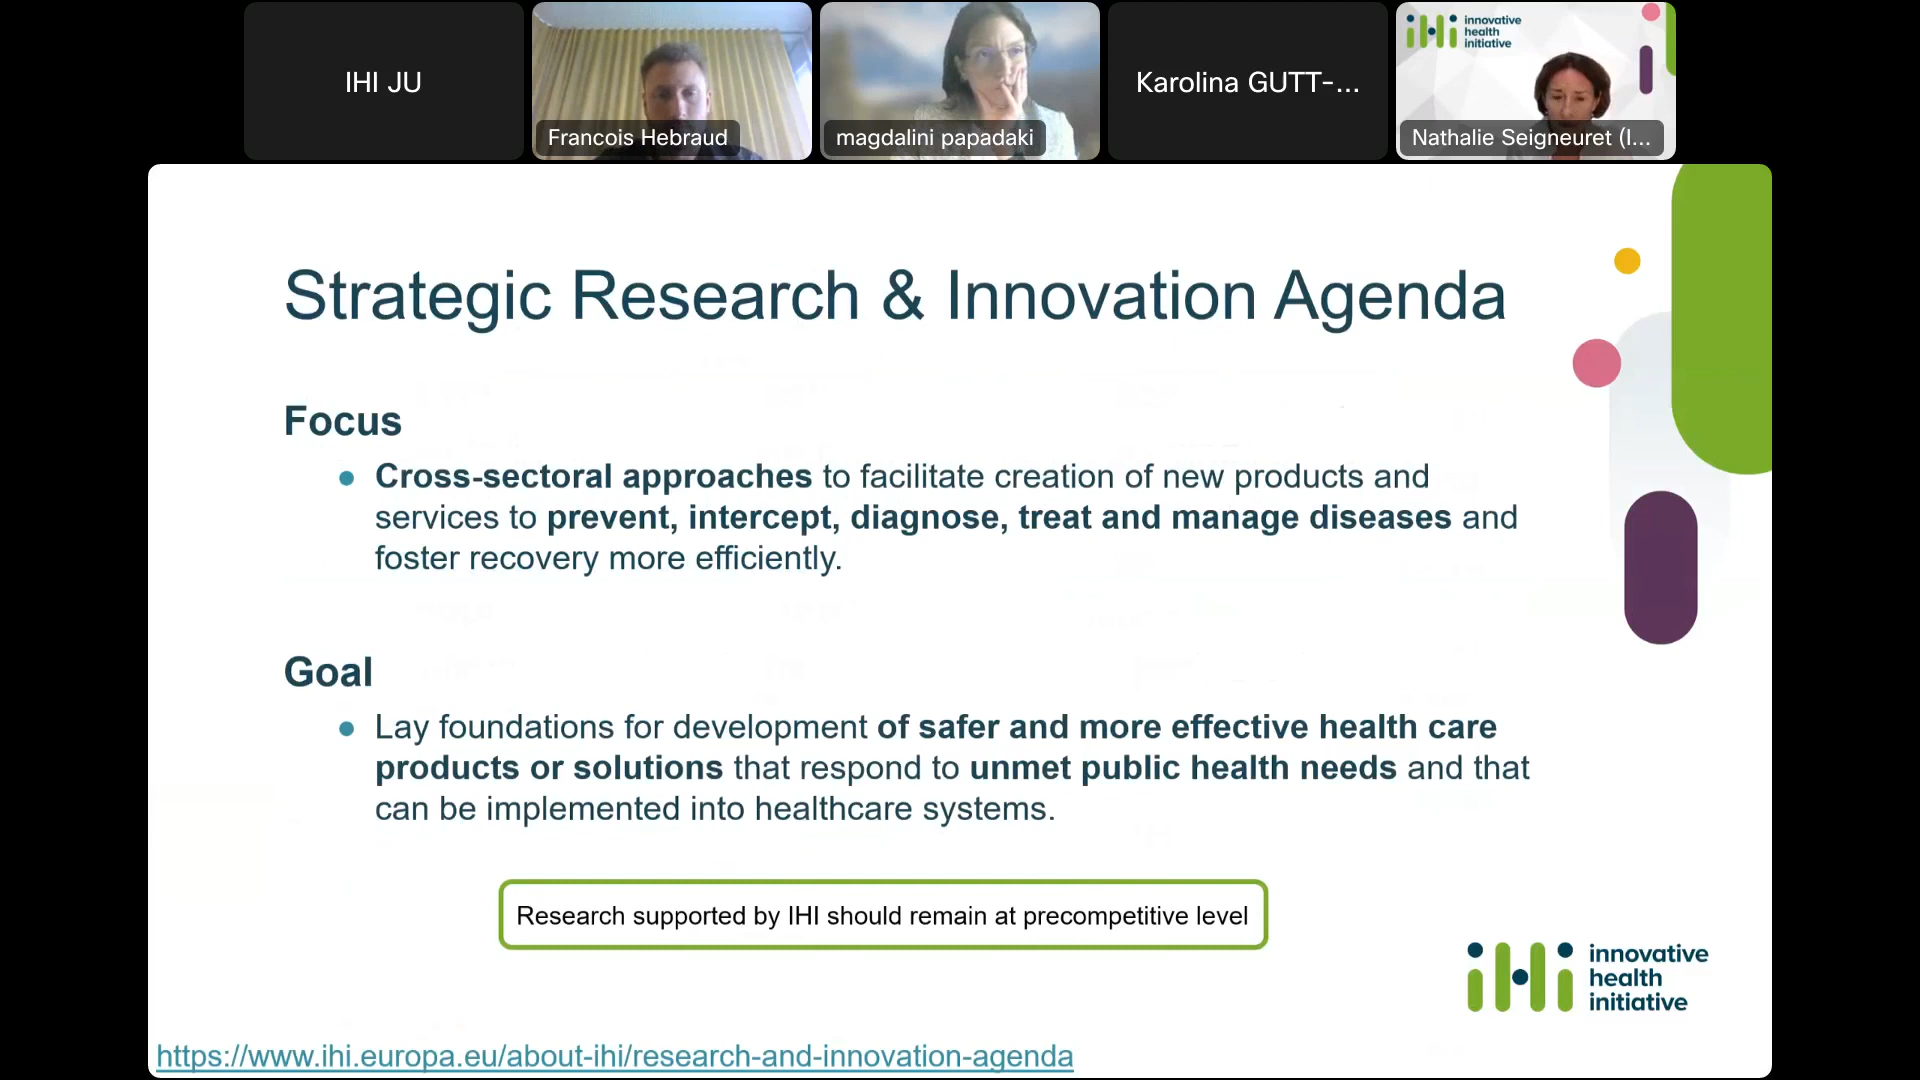 IHI JU
Francois Hebraud
magdalini papadaki
Karolina GUTT-...
innovative
health
initiative
Nathalie Seigneuret (I...
Strategic Research & Innovation Agenda
Focus
Cross-sectoral approaches to facilitate creation of new products and
services to prevent, intercept, diagnose, treat and manage diseases and
foster recovery more efficiently.
Goal
Lay foundations for development of safer and more effective health care
products or solutions that respond to unmet public health needs and that
can be implemented into healthcare systems.
Research supported by IHI should remain at precompetitive level
iHi
innovative
health
initiative
https://www.ihi.europa.eu/about-ihi/research-and-innovation-agenda